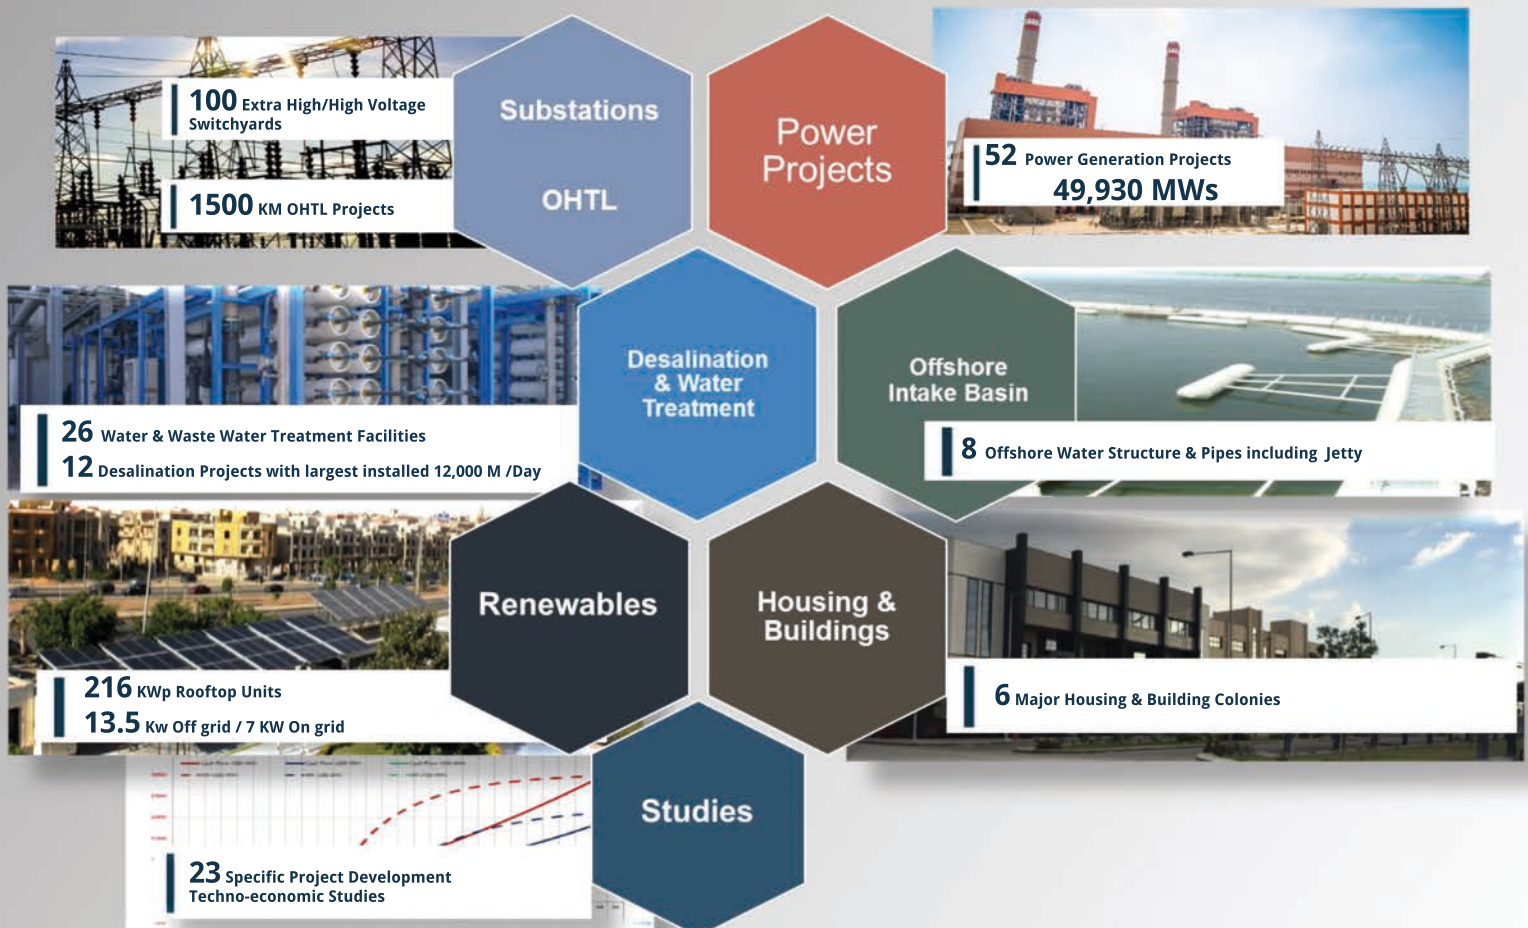 100 Extra High/High Voltage
Switchyards
1500 KM OHTL Projects
Substations
OHTL
Power
Projects
52 Power Generation Projects
49,930 MWs
26 Water & Waste Water Treatment Facilities
12 Desalination Projects with largest installed 12,000 M /Day
Desalination
& Water
Treatment
Offshore
Intake Basin
8 Offshore Water Structure & Pipes including Jetty
216 KWp Rooftop Units
13.5 Kw Off grid / 7 KW On grid
Renewables
Housing &
Buildings
6 Major Housing & Building Colonies
23 Specific Project Development
Techno-economic Studies
Studies